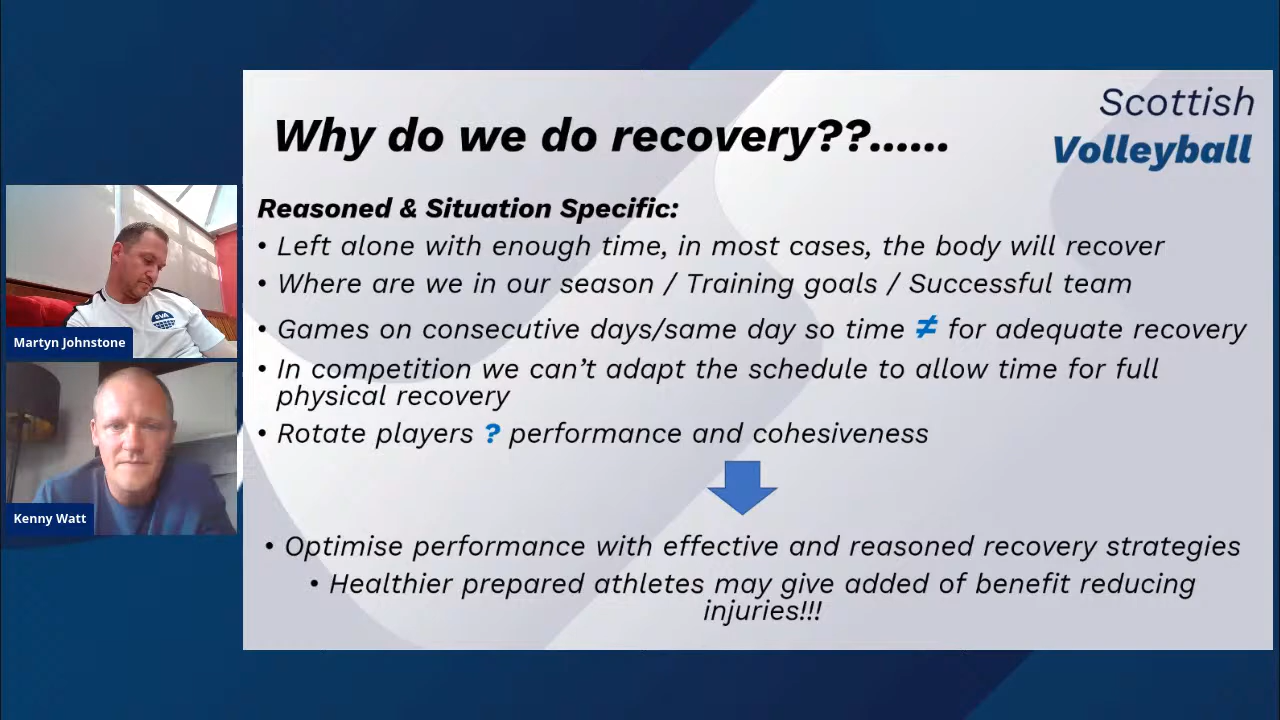 Scottish
Volleyball
Why do we do recovery??......
Reasoned & Situation Specific:
• Left alone with enough time, in most cases, the body will recover
• Where are we in our season / Training goals / Successful team
• Games on consecutive days/same day so time ≠ for adequate recovery
• In competition we can’t adapt the schedule to allow time for full
physical recovery
• Rotate players ? performance and cohesiveness
• Optimise performance with effective and reasoned recovery strategies
• Healthier prepared athletes may give added of benefit reducing
injuries!!!
SVA
Martyn Johnstone
Kenny Watt